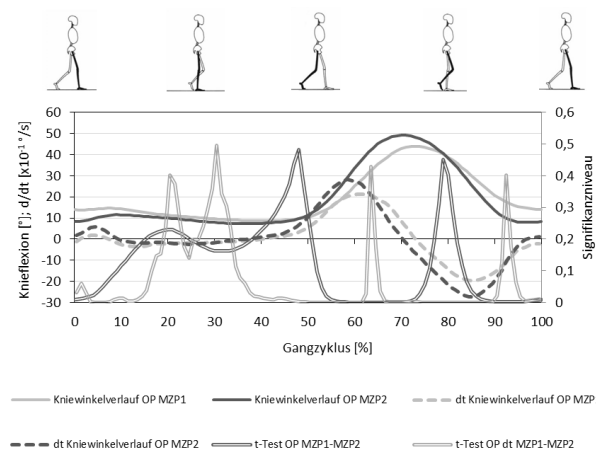 60
50
40
30
20
10
0
-10
-20
-30
Knieflexion [°]; d/dt [x10⁻¹ °/s]
0,6
0,5
0,4
0,3
0,2
0,1
0
Signifikanzniveau
0 10 20 30 40 50 60 70 80 90 100
Gangzyklus [%]
Kniewinkelverlauf OP MZP1 Kniewinkelverlauf OP MZP2 dt Kniewinkelverlauf OP MZP
dt Kniewinkelverlauf OP MZP2 t-Test OP MZP1-MZP2 t-Test OP dt MZP1-MZP2